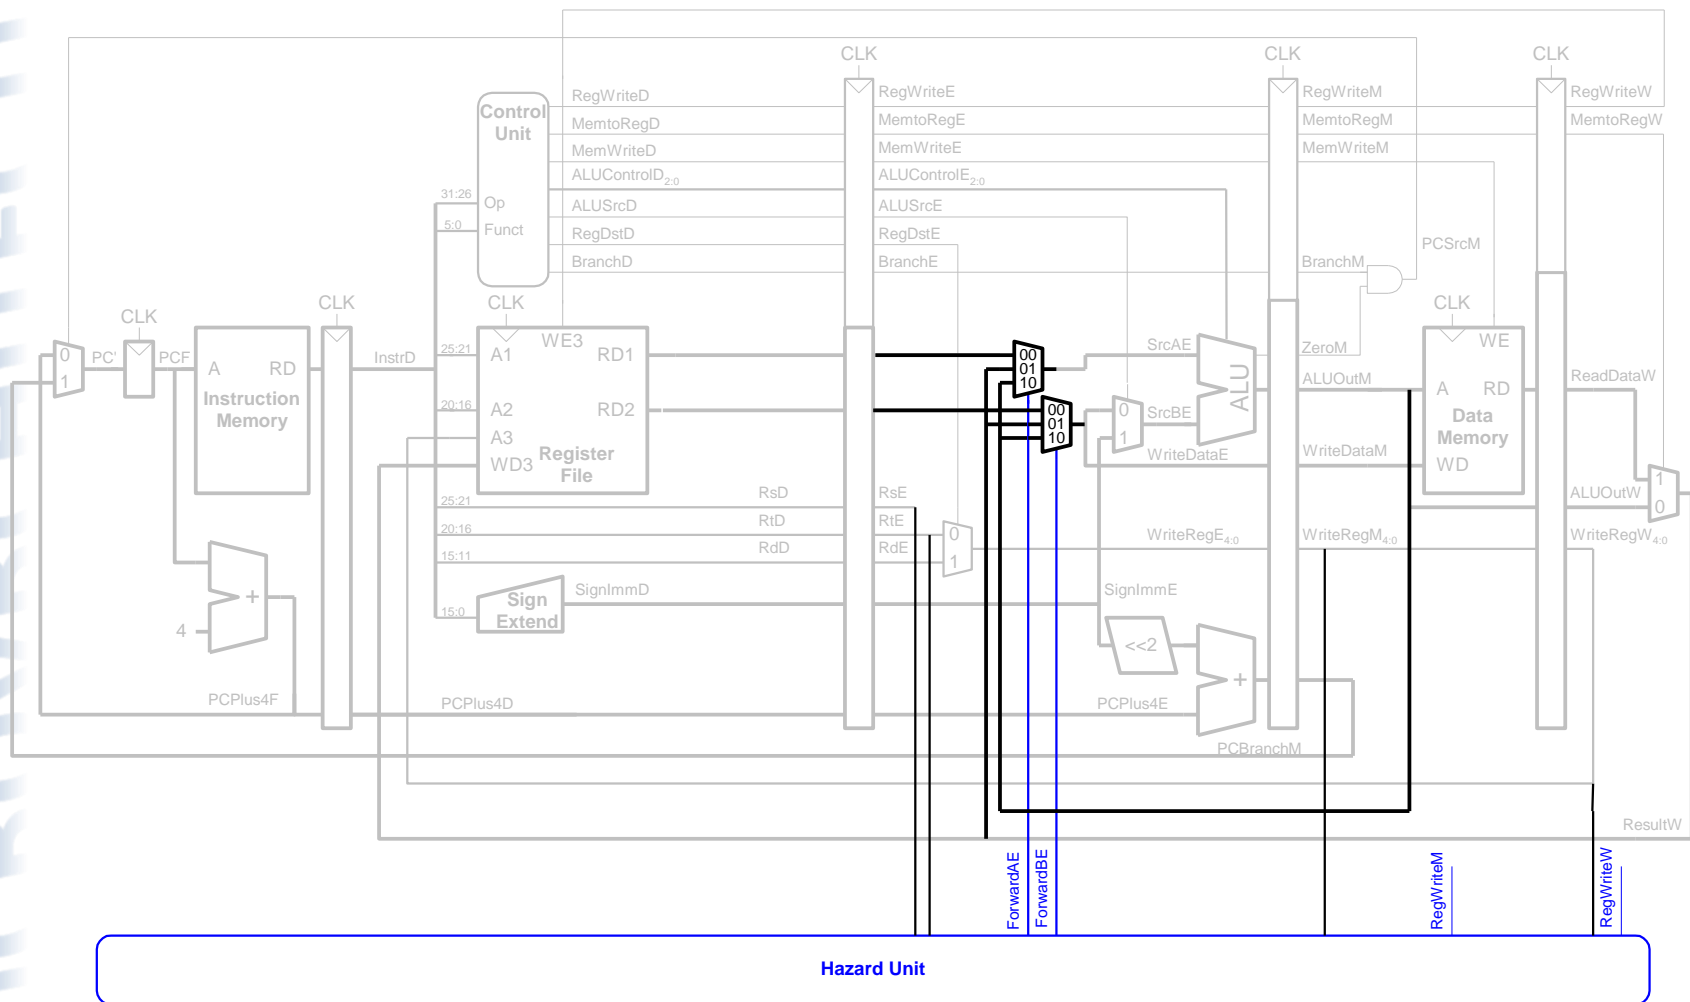 CLK
CLK
CLK
RegWriteD
RegWriteE
RegWriteM
RegWriteW
Control
Unit
MemtoRegD
MemtoRegE
MemtoRegM
MemtoRegW
MemWriteD
MemWriteE
MemWriteM
ALUControlD2:0
ALUControlE2:0
31:26
Op
ALUSrcD
ALUSrcE
5:0
Funct
RegDstD
RegDstE
PCSrcM
BranchD
BranchE
BranchM
CLK
CLK
CLK
CLK
WE3
WE
0
1
PC'
PCF
A
RD
Instruction
Memory
InstrD
25:21
A1
RD1
00
01
10
SrcAE
ALU
ZeroM
ALUOutM
A
RD
ReadDataW
20:16
A2
RD2
00
01
10
0
1
SrcBE
Data
Memory
A3
WD3
Register
File
WriteDataE
WriteDataM
WD
1
0
25:21
RsD
RsE
ALUOutW
20:16
RtD
RtE
0
1
WriteRegE4:0
WriteRegM4:0
WriteRegW4:0
15:11
RdD
RdE
+
4
15:0
Sign
Extend
SignImmD
SignImmE
<<2
+
PCPlus4F
PCPlus4D
PCPlus4E
PCBranchM
ResultW
ForwardAE
ForwardBE
RegWriteM
RegWriteW
Hazard Unit